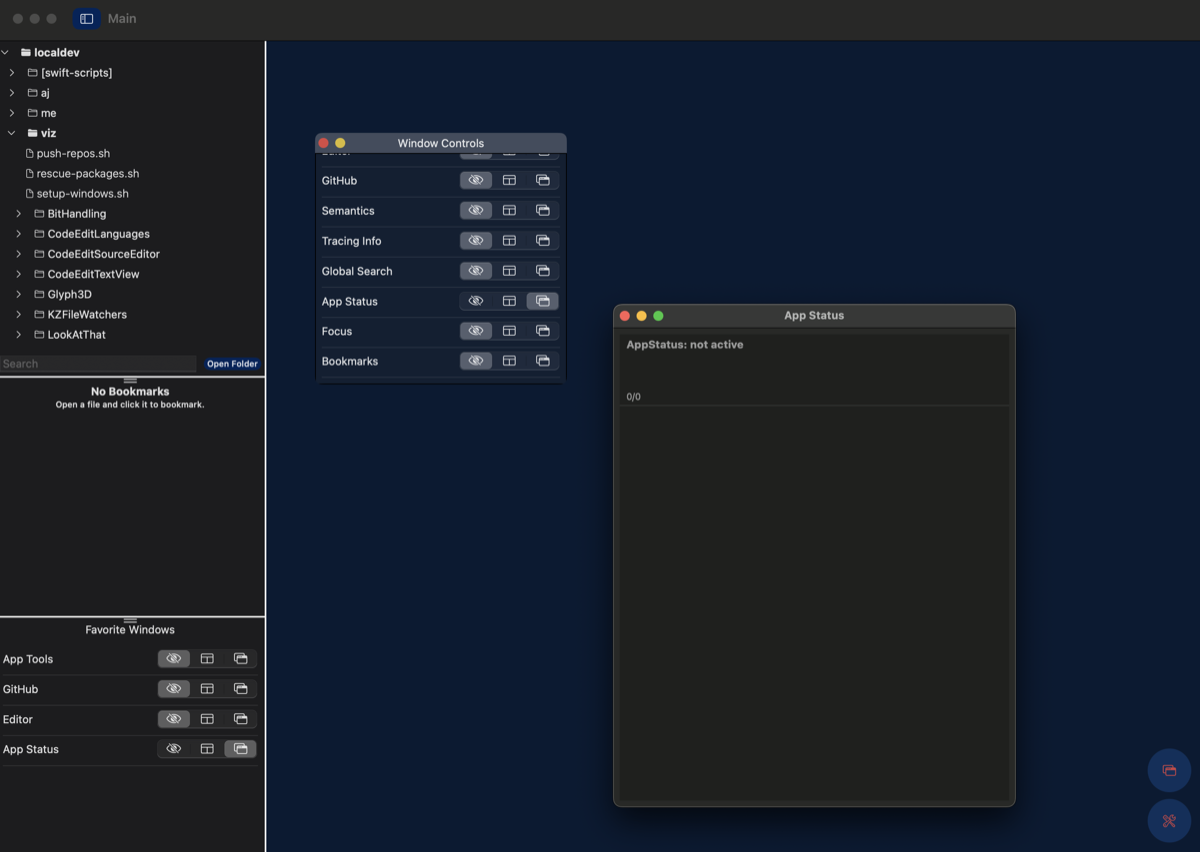 Main
localdev
[swift-scripts]
aj
me
viz
push-repos.sh
rescue-packages.sh
setup-windows.sh
BitHandling
CodeEditLanguages
CodeEditSourceEditor
CodeEditTextView
Glyph3D
KZFileWatchers
LookAtThat
Search
Open Folder
No Bookmarks
Open a file and click it to bookmark.
Favorite Windows
App Tools
GitHub
Editor
App Status
Window Controls
GitHub
Semantics
Tracing Info
Global Search
App Status
Focus
Bookmarks
App Status
AppStatus: not active
0/0